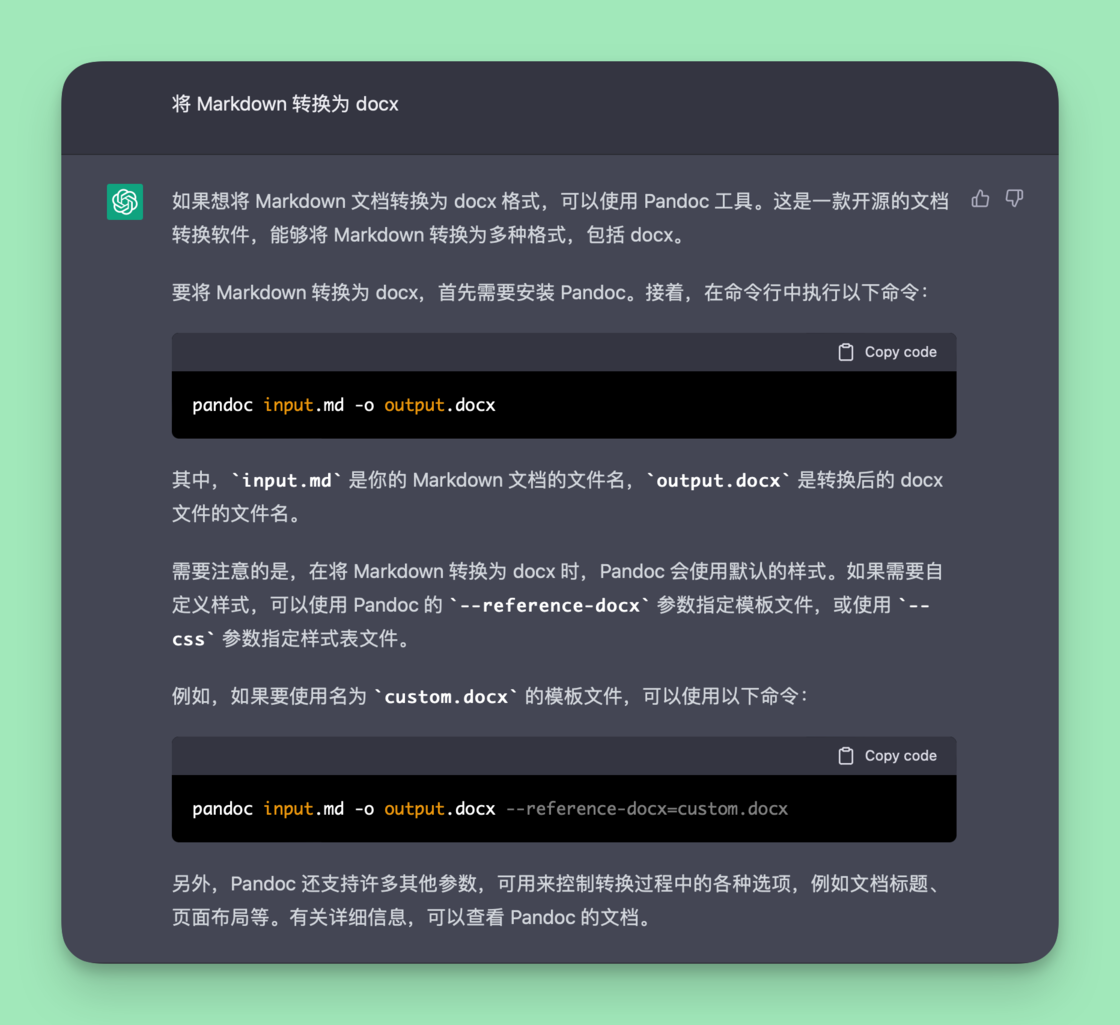 将 Markdown 转换为 docx
如果想将 Markdown 文档转换为 docx 格式，可以使用 Pandoc 工具。这是一款开源的文档
转换软件，能够将 Markdown 转换为多种格式，包括 docx。
要将 Markdown 转换为 docx，首先需要安装 Pandoc。接着，在命令行中执行以下命令：
Copy code
pandoc input.md -o output.docx
其中，`input.md` 是你的 Markdown 文档的文件名，`output.docx` 是转换后的 docx
文件的文件名。
需要注意的是，在将 Markdown 转换为 docx 时，Pandoc 会使用默认的样式。如果需要自
定义样式，可以使用 Pandoc 的 `--reference-docx` 参数指定模板文件，或使用 `--
css` 参数指定样式表文件。
例如，如果要使用名为 `custom.docx` 的模板文件，可以使用以下命令：
Copy code
pandoc input.md -o output.docx --reference-docx=custom.docx
另外，Pandoc 还支持许多其他参数，可用来控制转换过程中的各种选项，例如文档标题、
页面布局等。有关详细信息，可以查看 Pandoc 的文档。